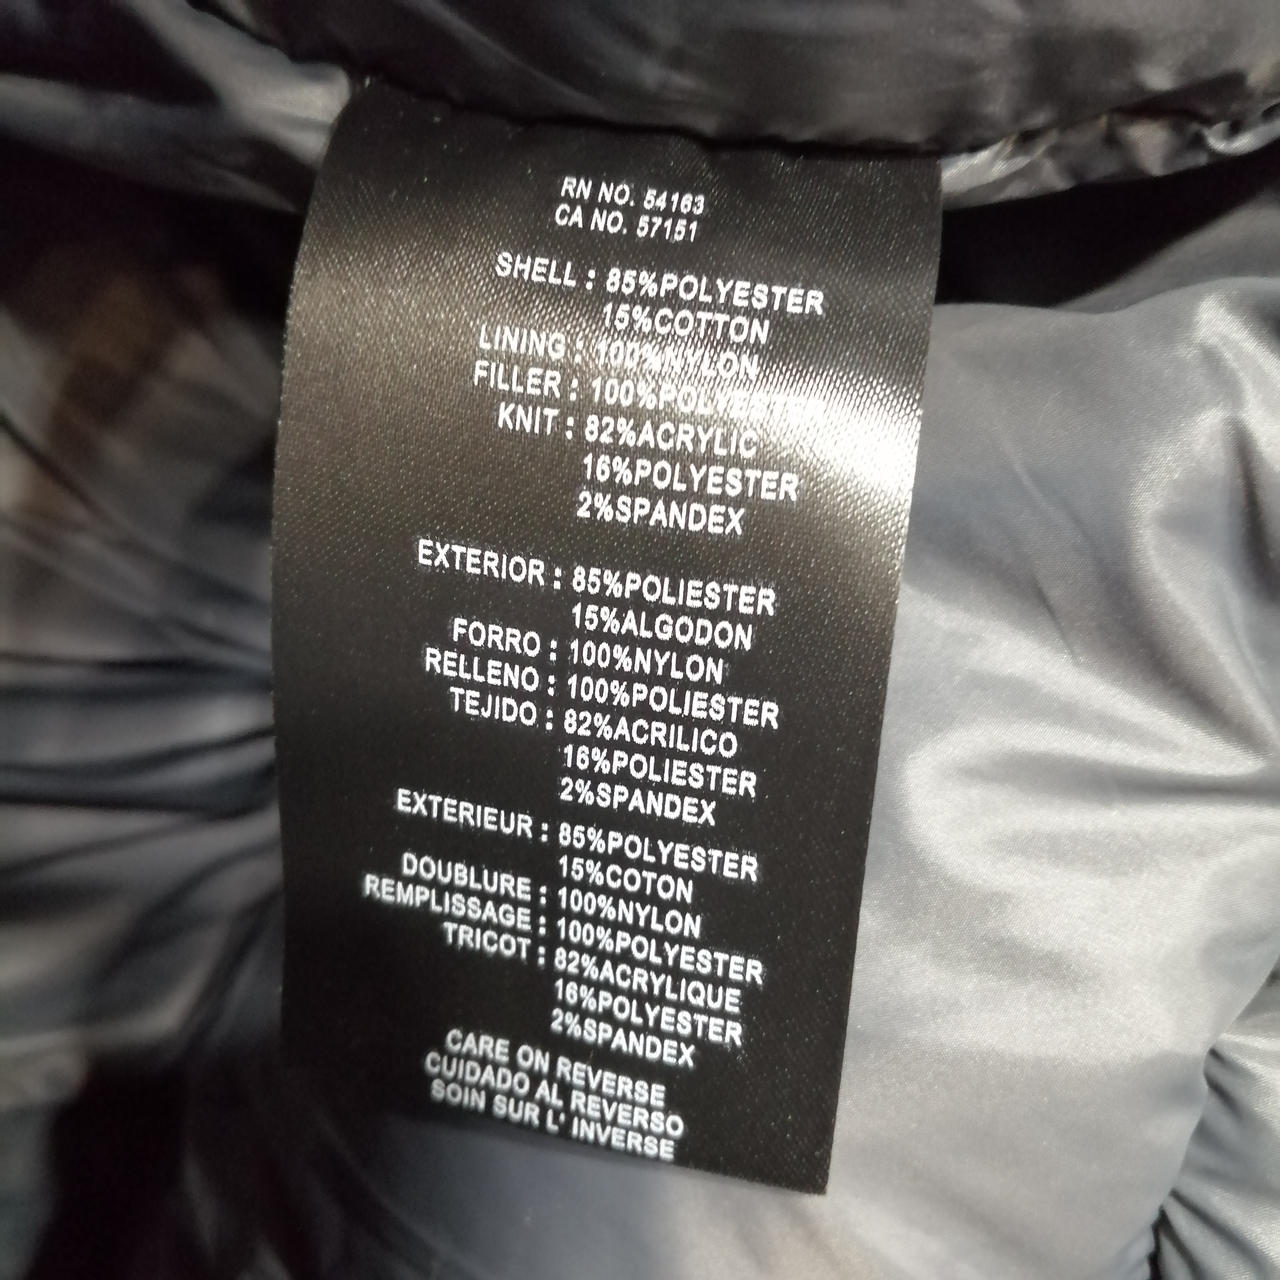 RN NO. 54163
CA NO. 57151
SHELL : 85%POLYESTER
15%COTTON
LINING : 100%NYLON
FILLER : 100%POLYESTER
KNIT : 82%ACRYLIC
16%POLYESTER
2%SPANDEX
EXTERIOR : 85%POLIESTER
15%ALGODON
FORRO : 100%NYLON
RELLENO : 100%POLIESTER
TEJIDO : 82%ACRILICO
16%POLIESTER
2%SPANDEX
EXTERIEUR : 85%POLYESTER
15%COTON
DOUBLURE : 100%NYLON
REMPLISSAGE : 100%POLYESTER
TRICOT : 82%ACRYLIQUE
16%POLYESTER
2%SPANDEX
CARE ON REVERSE
CUIDADO AL REVERSO
SOIN SUR L' INVERSE